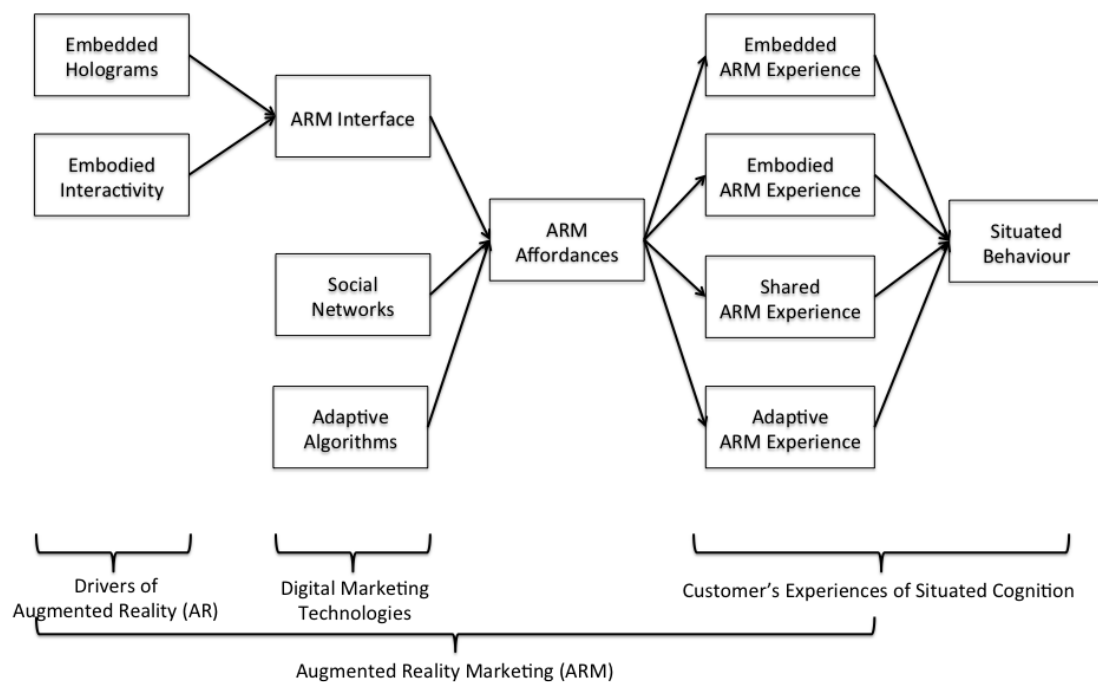 Embedded
Holograms
Embodied
Interactivity
ARM Interface
Social
Networks
Adaptive
Algorithms
ARM
Affordances
Embedded
ARM Experience
Embodied
ARM Experience
Shared
ARM Experience
Adaptive
ARM Experience
Situated
Behaviour
Drivers of
Augmented Reality (AR)
Digital Marketing
Technologies
Customer's Experiences of Situated Cognition
Augmented Reality Marketing (ARM)